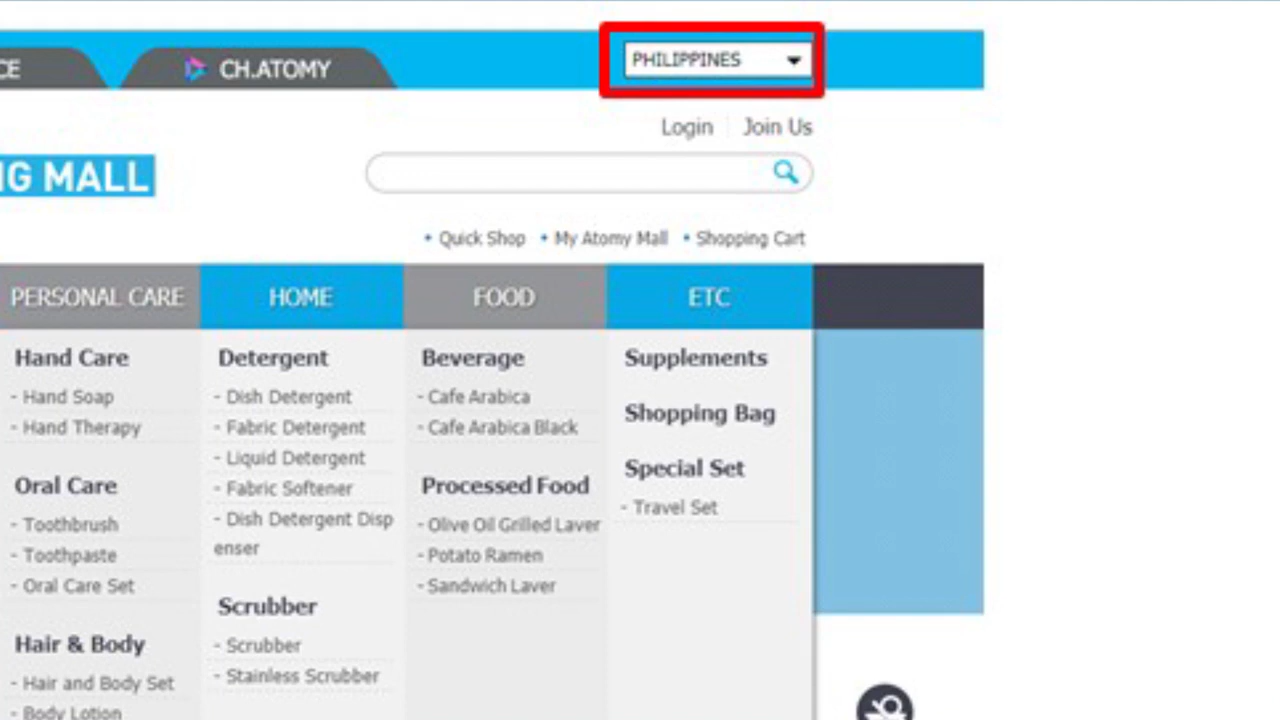 CE
CH.ATOMY
PHILIPPINES
Login
Join Us
NG MALL
• Quick Shop • My Atomy Mall • Shopping Cart
PERSONAL CARE
HOME
FOOD
ETC
Hand Care
- Hand Soap
- Hand Therapy
Oral Care
- Toothbrush
- Toothpaste
- Oral Care Set
Hair & Body
- Hair and Body Set
- Body Lotion
Detergent
- Dish Detergent
- Fabric Detergent
- Liquid Detergent
- Fabric Softener
- Dish Detergent Disp
enser
Scrubber
- Scrubber
- Stainless Scrubber
Beverage
- Cafe Arabica
- Cafe Arabica Black
Processed Food
- Olive Oil Grilled Laver
- Potato Ramen
- Sandwich Laver
Supplements
Shopping Bag
Special Set
- Travel Set